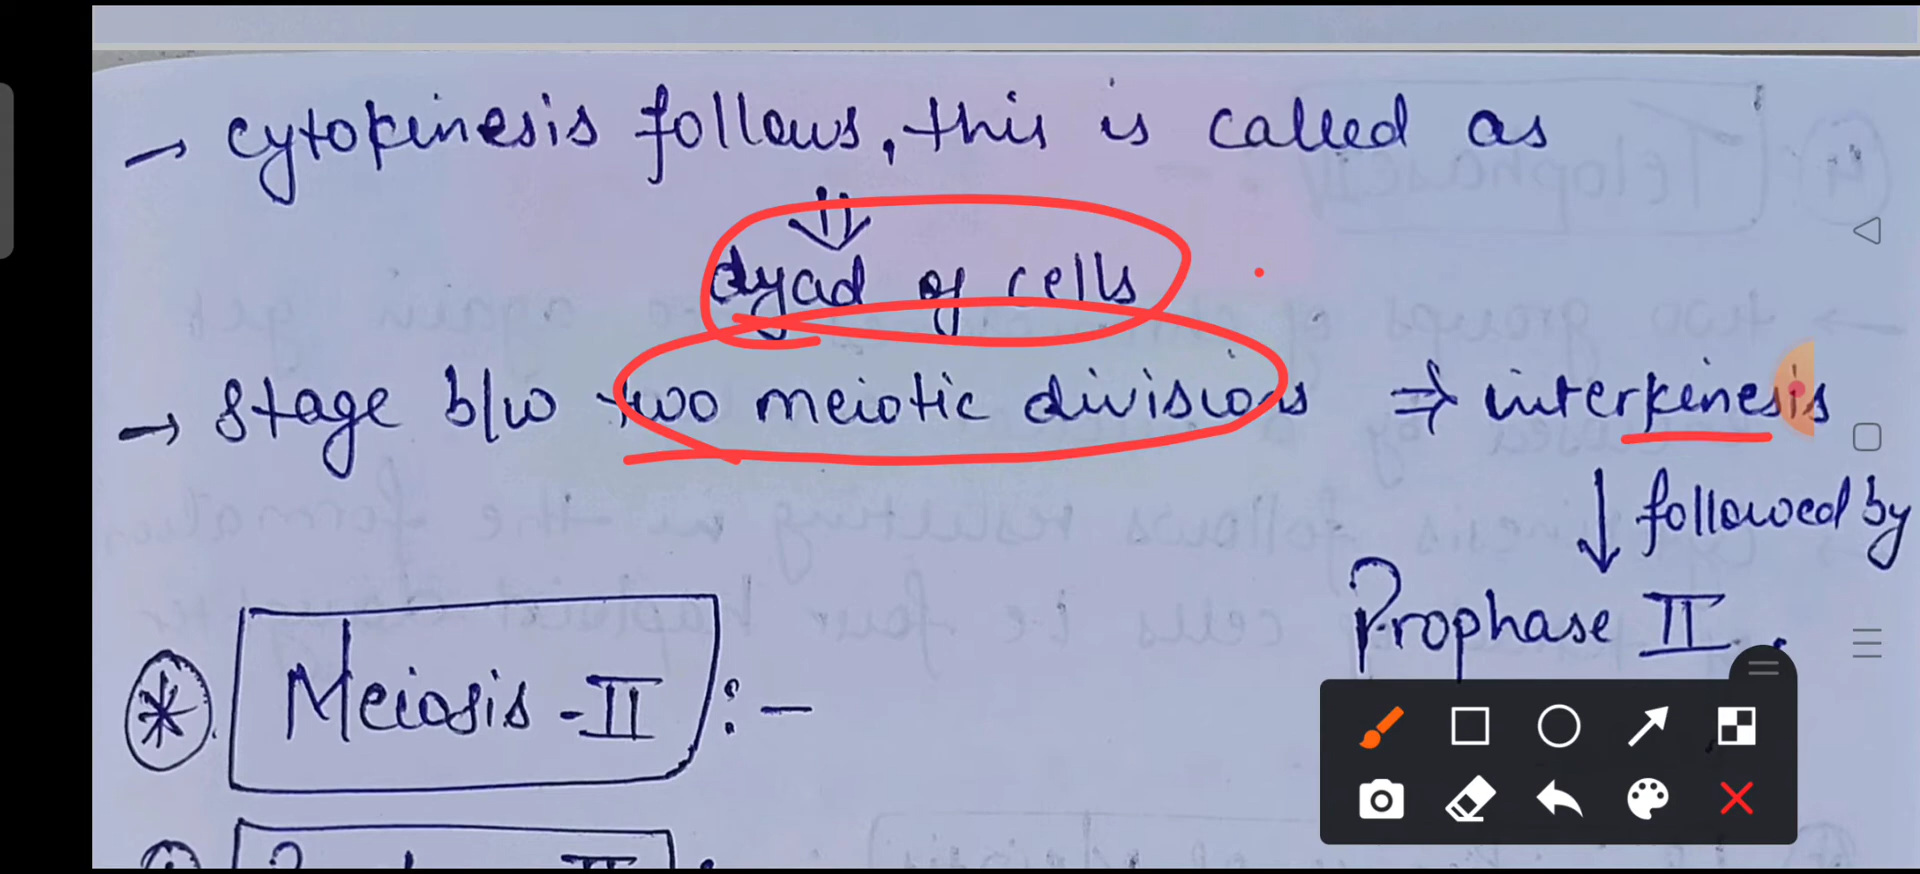 → cytokinesis follows, this is called as
⇓
dyad of cells
→ stage b/w two meiotic divisions ⇒ interkinesis
↓ followed by
Prophase II.
* Meiosis - II :-